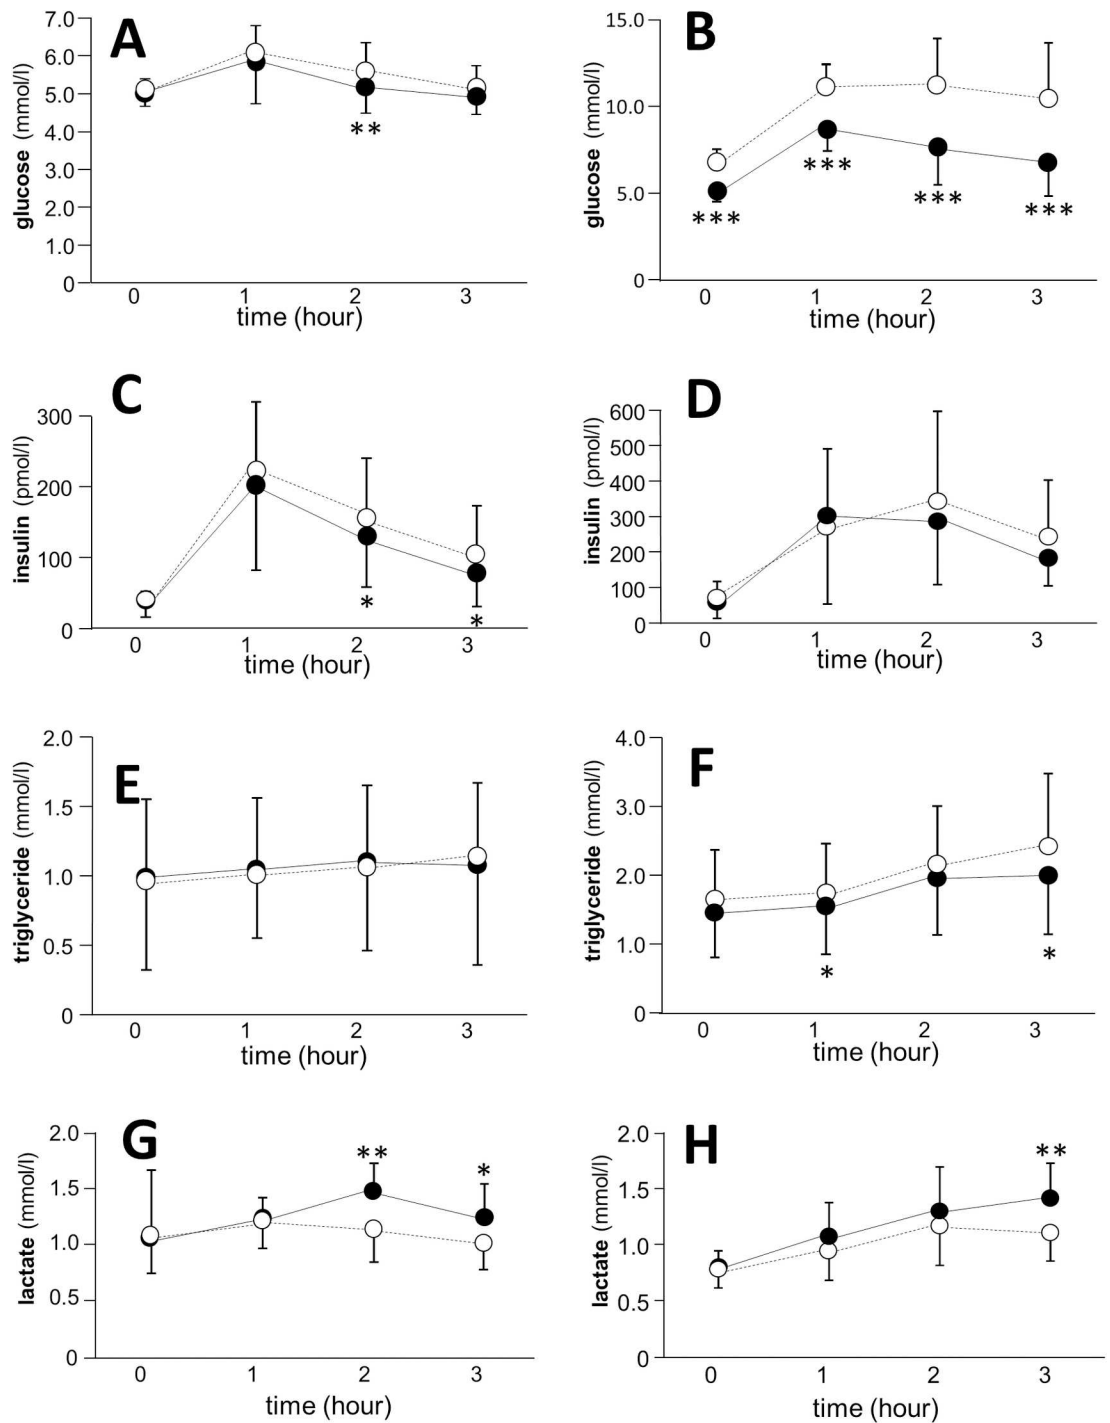 A
7.0
6.0
5.0
4.0
3.0
2.0
1.0
0
glucose (mmol/l)
**
0 1 2 3
time (hour)
B
15.0
10.0
5.0
0
glucose (mmol/l)
*** *** *** ***
0 1 2 3
time (hour)
C
300
200
100
0
insulin (pmol/l)
* *
0 1 2 3
time (hour)
D
600
500
400
300
200
100
0
insulin (pmol/l)
0 1 2 3
time (hour)
E
2.0
1.5
1.0
0.5
0
triglyceride (mmol/l)
0 1 2 3
time (hour)
F
4.0
3.0
2.0
1.0
0
triglyceride (mmol/l)
* *
0 1 2 3
time (hour)
G
2.0
1.5
1.0
0.5
0
lactate (mmol/l)
** *
0 1 2 3
time (hour)
H
2.0
1.5
1.0
0.5
0
lactate (mmol/l)
**
0 1 2 3
time (hour)